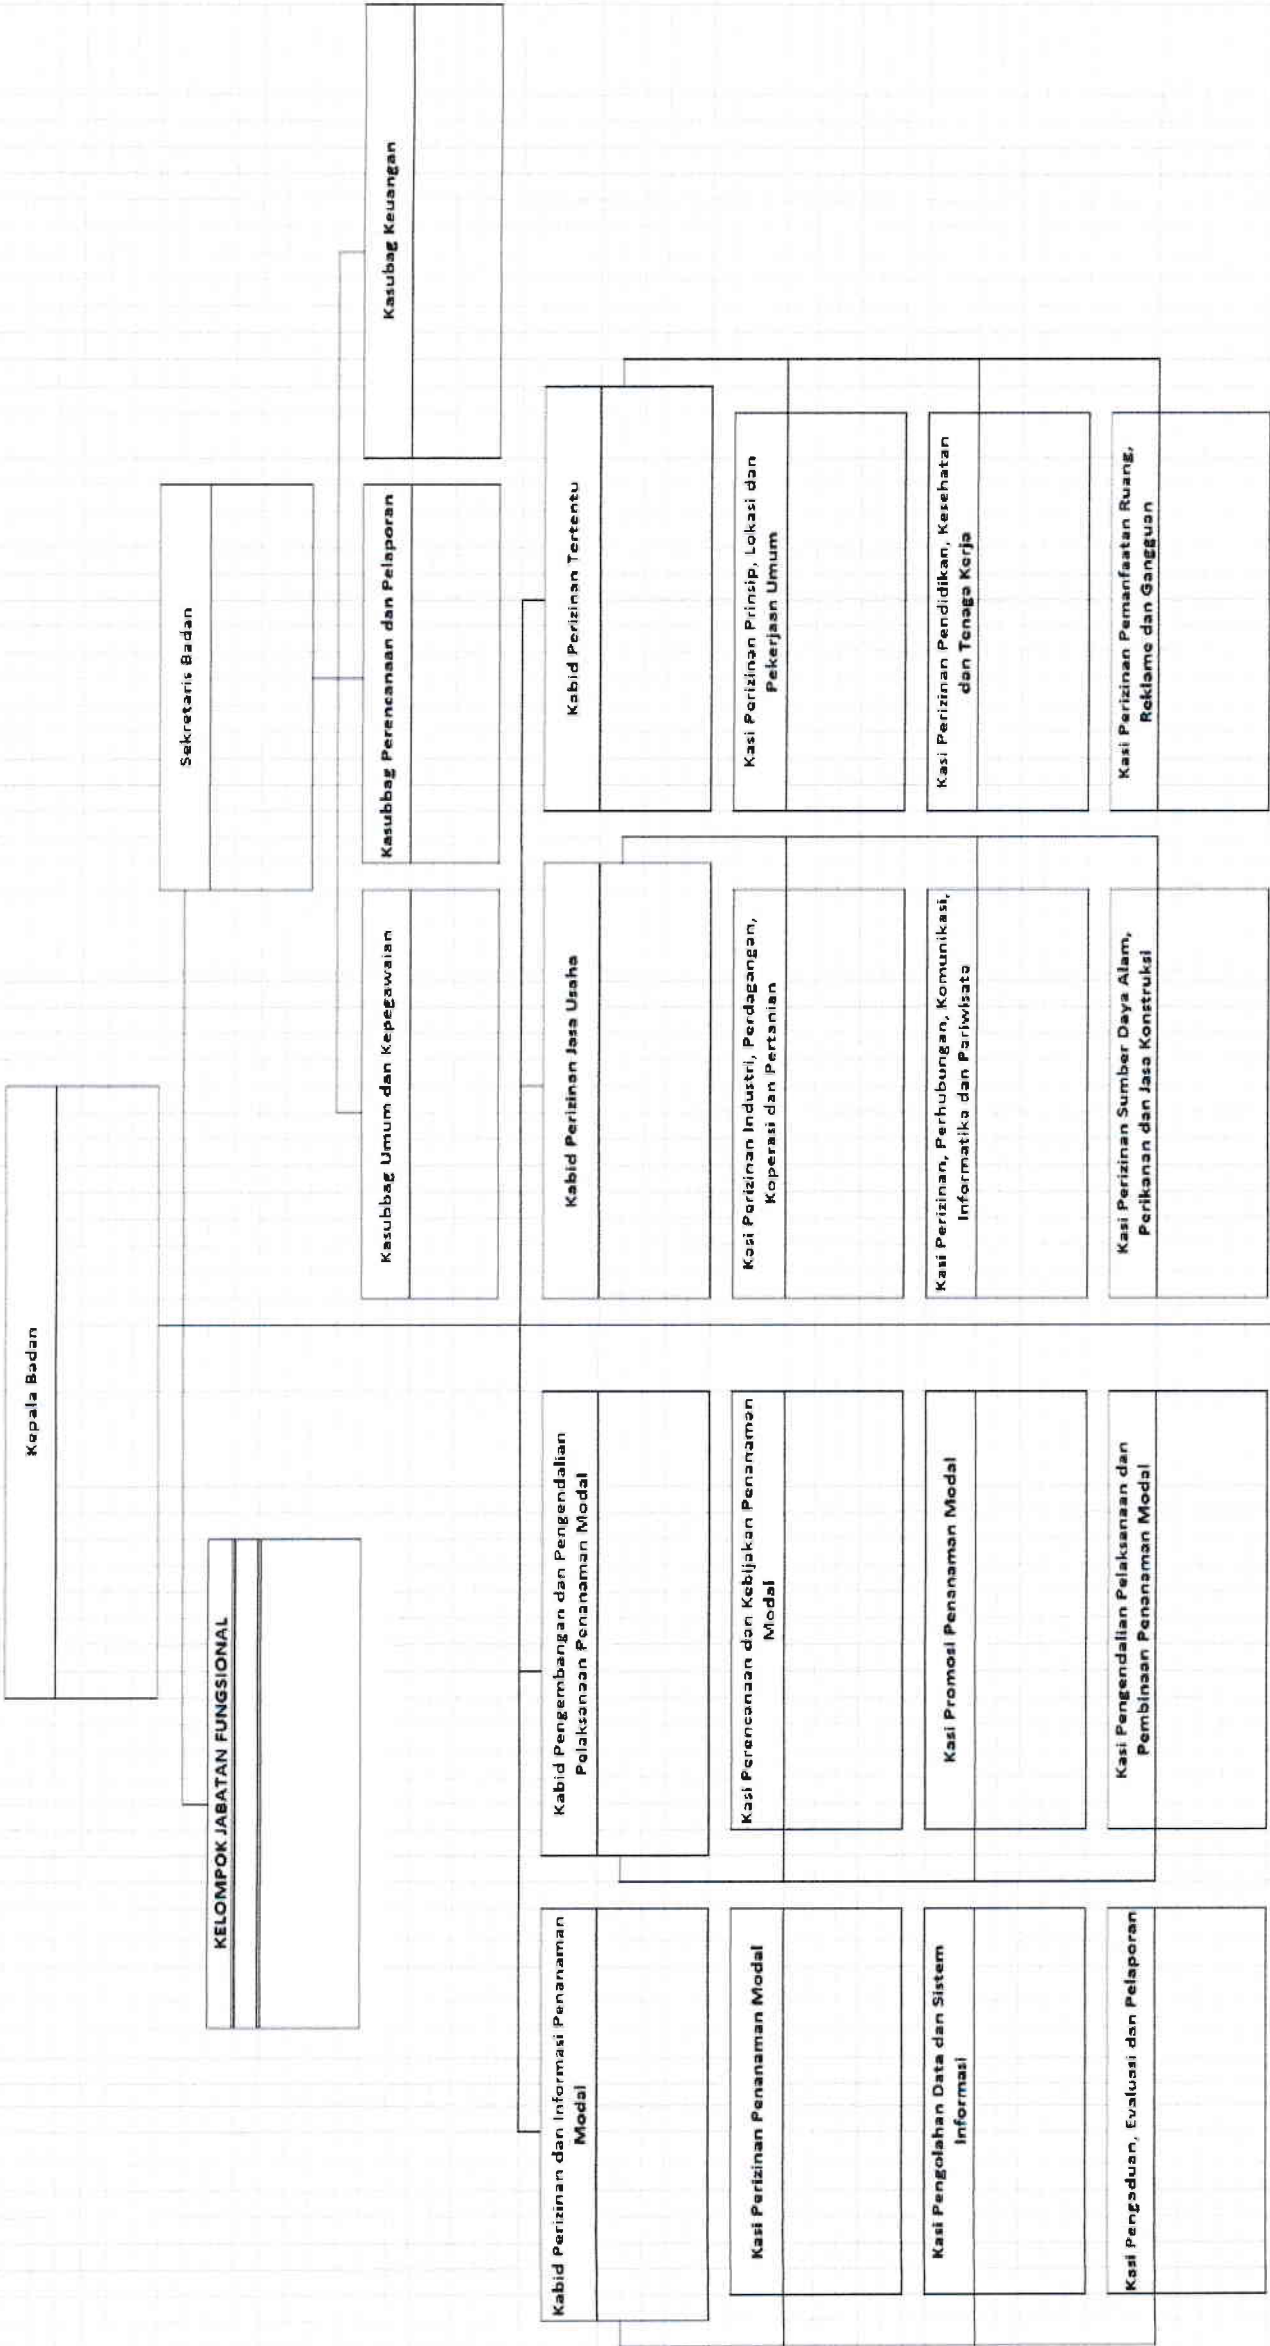 Kepala Badan
Sekretaris Badan
KELOMPOK JABATAN FUNGSIONAL
Kasubbag Umum dan Kepegawaian
Kasubbag Perencanaan dan Pelaporan
Kasubag Keuangan
Kabid Perizinan dan Informasi Penanaman
Modal
Kabid Pengembangan dan Pengendalian
Pelaksanaan Penanaman Modal
Kabid Perizinan Jasa Usaha
Kabid Perizinan Tertentu
Kasi Perizinan Penanaman Modal
Kasi Perencanaan dan Kebijakan Penanaman
Modal
Kasi Perizinan Industri, Perdagangan,
Koperasi dan Pertanian
Kasi Perizinan Prinsip, Lokasi dan
Pekerjaan Umum
Kasi Pengolahan Data dan Sistem
Informasi
Kasi Promosi Penanaman Modal
Kasi Perizinan, Perhubungan, Komunikasi,
Informatika dan Pariwisata
Kasi Perizinan Pendidikan, Kesehatan
dan Tenaga Kerja
Kasi Pengaduan, Evaluasi dan Pelaporan
Kasi Pengendalian Pelaksanaan dan
Pembinaan Penanaman Modal
Kasi Perizinan Sumber Daya Alam,
Perikanan dan Jasa Konstruksi
Kasi Perizinan Pemanfaatan Ruang,
Reklame dan Gangguan